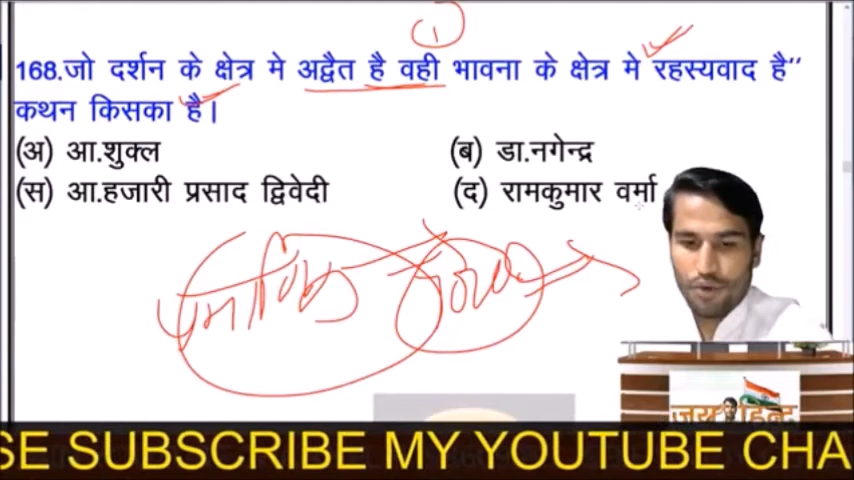 168.जो दर्शन के क्षेत्र मे अद्वैत है वही भावना के क्षेत्र मे रहस्यवाद है”
कथन किसका है।
(अ) आ.शुक्ल
(ब) डा.नगेन्द्र
(स) आ.हजारी प्रसाद द्विवेदी
(द) रामकुमार वर्मा
जय हिन्द
SE SUBSCRIBE MY YOUTUBE CHA